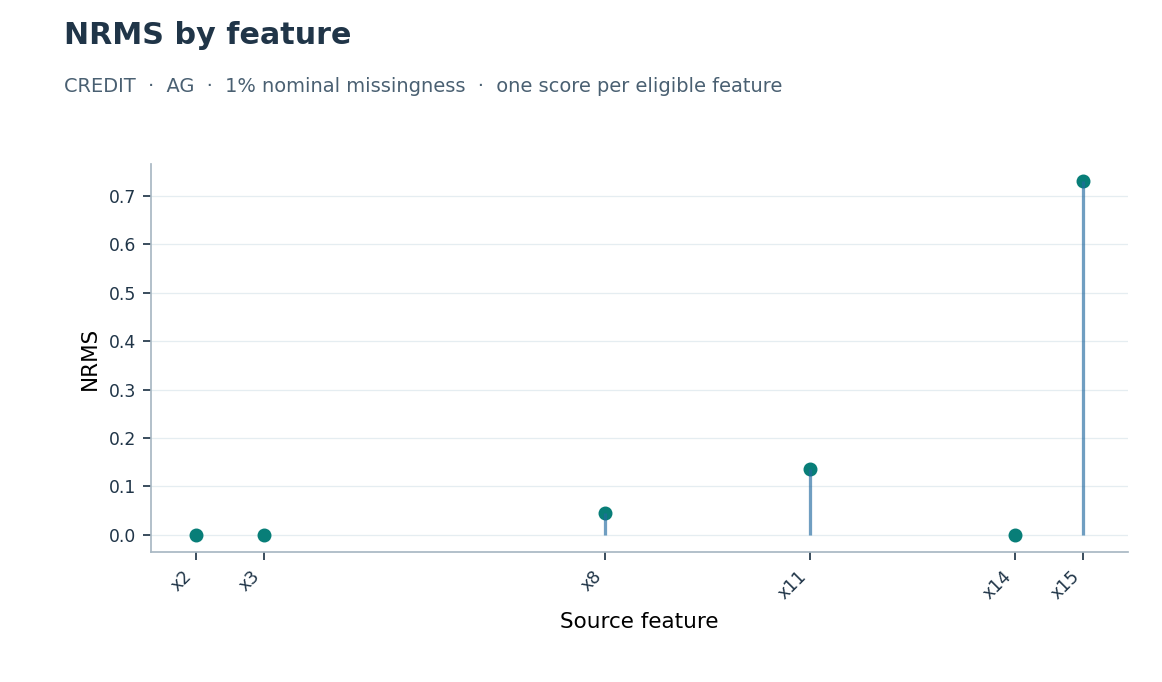 NRMS by feature
CREDIT · AG · 1% nominal missingness · one score per eligible feature
0.7
0.6
0.5
0.4
0.3
0.2
0.1
0.0
NRMS
x2 x3 x8 x11 x14 x15
Source feature